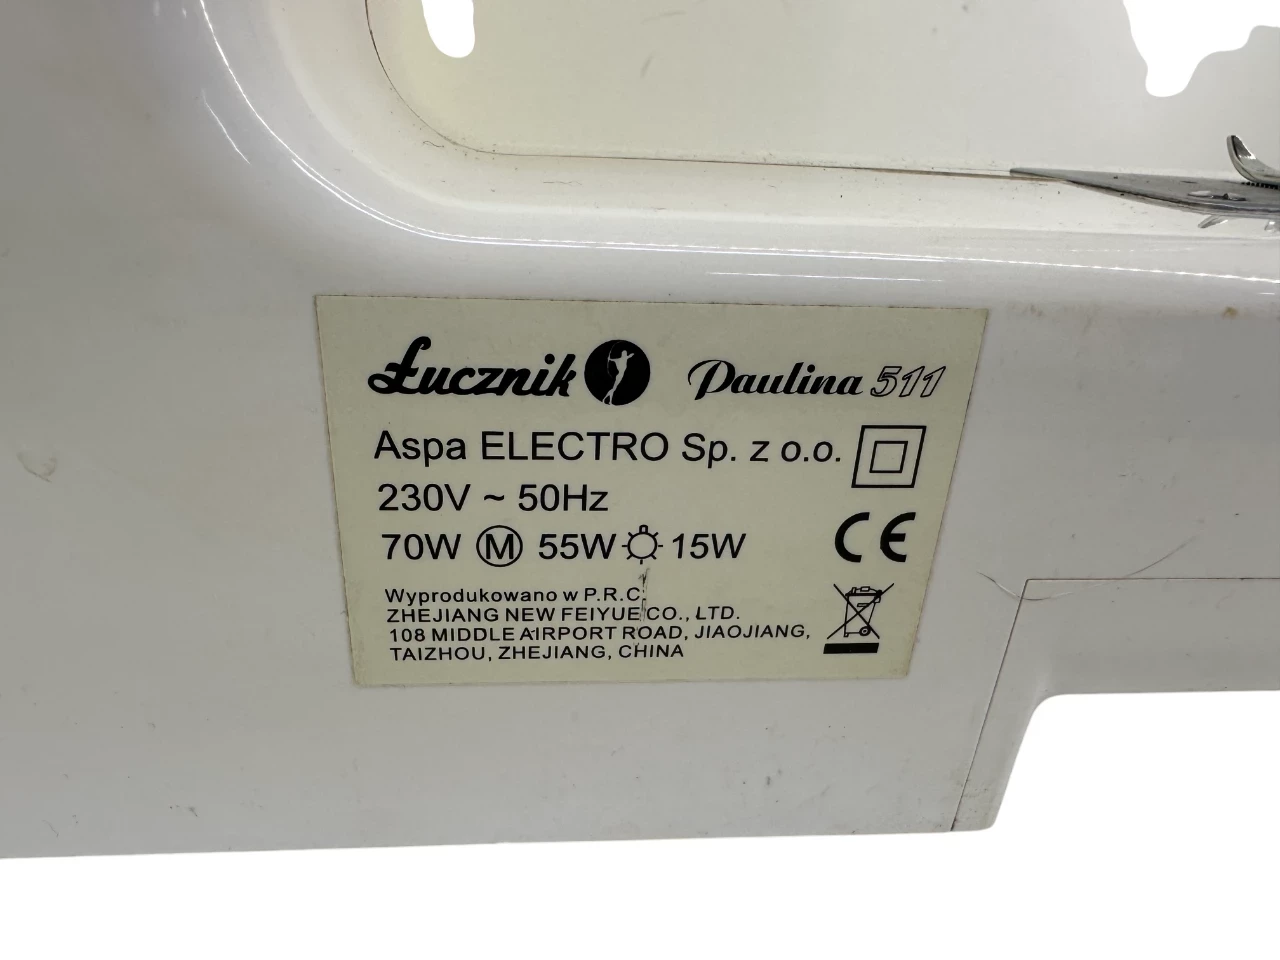 Łucznik Paulina 511
Aspa ELECTRO Sp. z o.o.
230V ~ 50Hz
70W M 55W 15W
CE
Wyprodukowano w P.R.C.
ZHEJIANG NEW FEIYUE CO., LTD.
108 MIDDLE AIRPORT ROAD, JIAOJIANG,
TAIZHOU, ZHEJIANG, CHINA